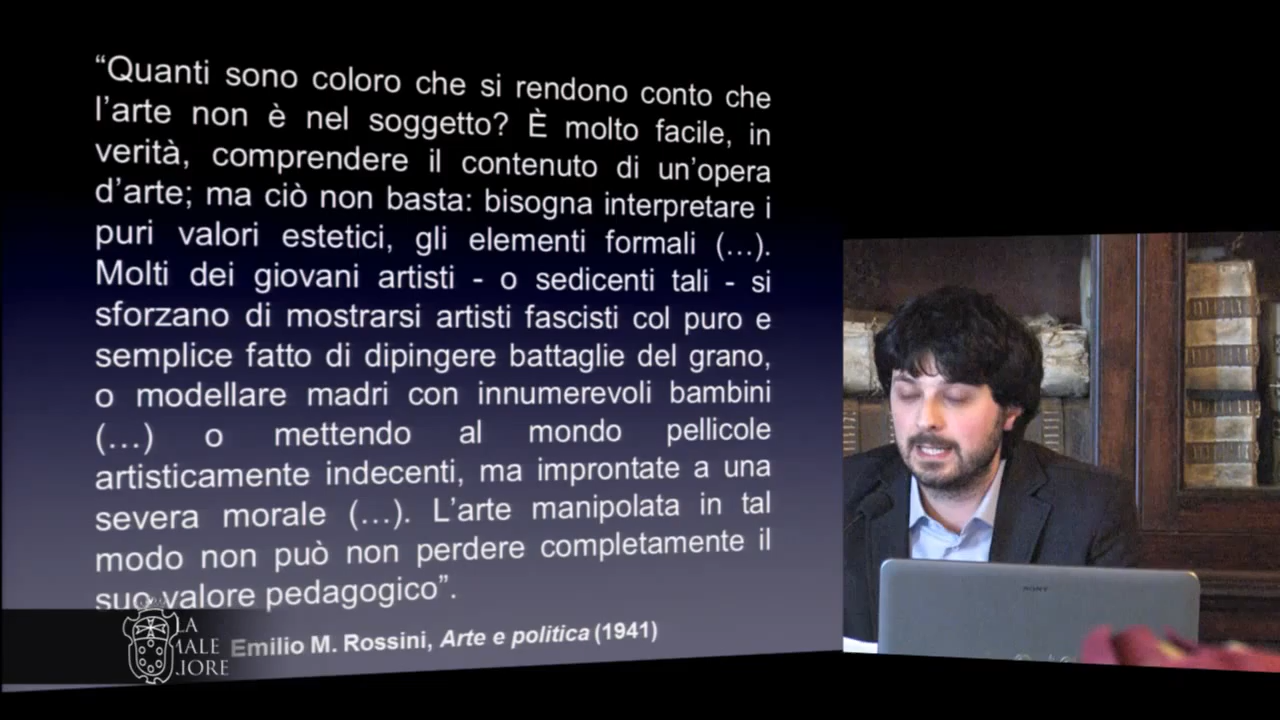 “Quanti sono coloro che si rendono conto che
l’arte non è nel soggetto? È molto facile, in
verità, comprendere il contenuto di un’opera
d’arte; ma ciò non basta: bisogna interpretare i
puri valori estetici, gli elementi formali (…).
Molti dei giovani artisti - o sedicenti tali - si
sforzano di mostrarsi artisti fascisti col puro e
semplice fatto di dipingere battaglie del grano,
o modellare madri con innumerevoli bambini
(…) o mettendo al mondo pellicole
artisticamente indecenti, ma improntate a una
severa morale (…). L’arte manipolata in tal
modo non può non perdere completamente il
suo valore pedagogico”.
Emilio M. Rossini, Arte e politica (1941)
LA
ALE
IORE
SONY